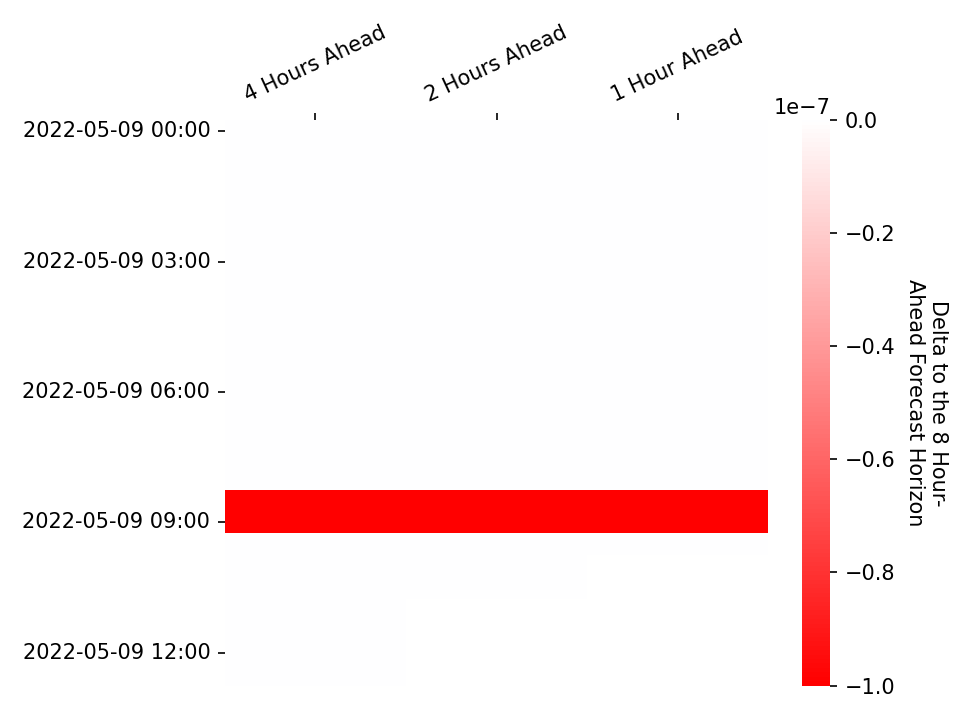 4 Hours Ahead
2 Hours Ahead
1 Hour Ahead
2022-05-09 00:00
2022-05-09 03:00
2022-05-09 06:00
2022-05-09 09:00
2022-05-09 12:00
1e−7
0.0
−0.2
−0.4
−0.6
−0.8
−1.0
Delta to the 8 Hour-
Ahead Forecast Horizon